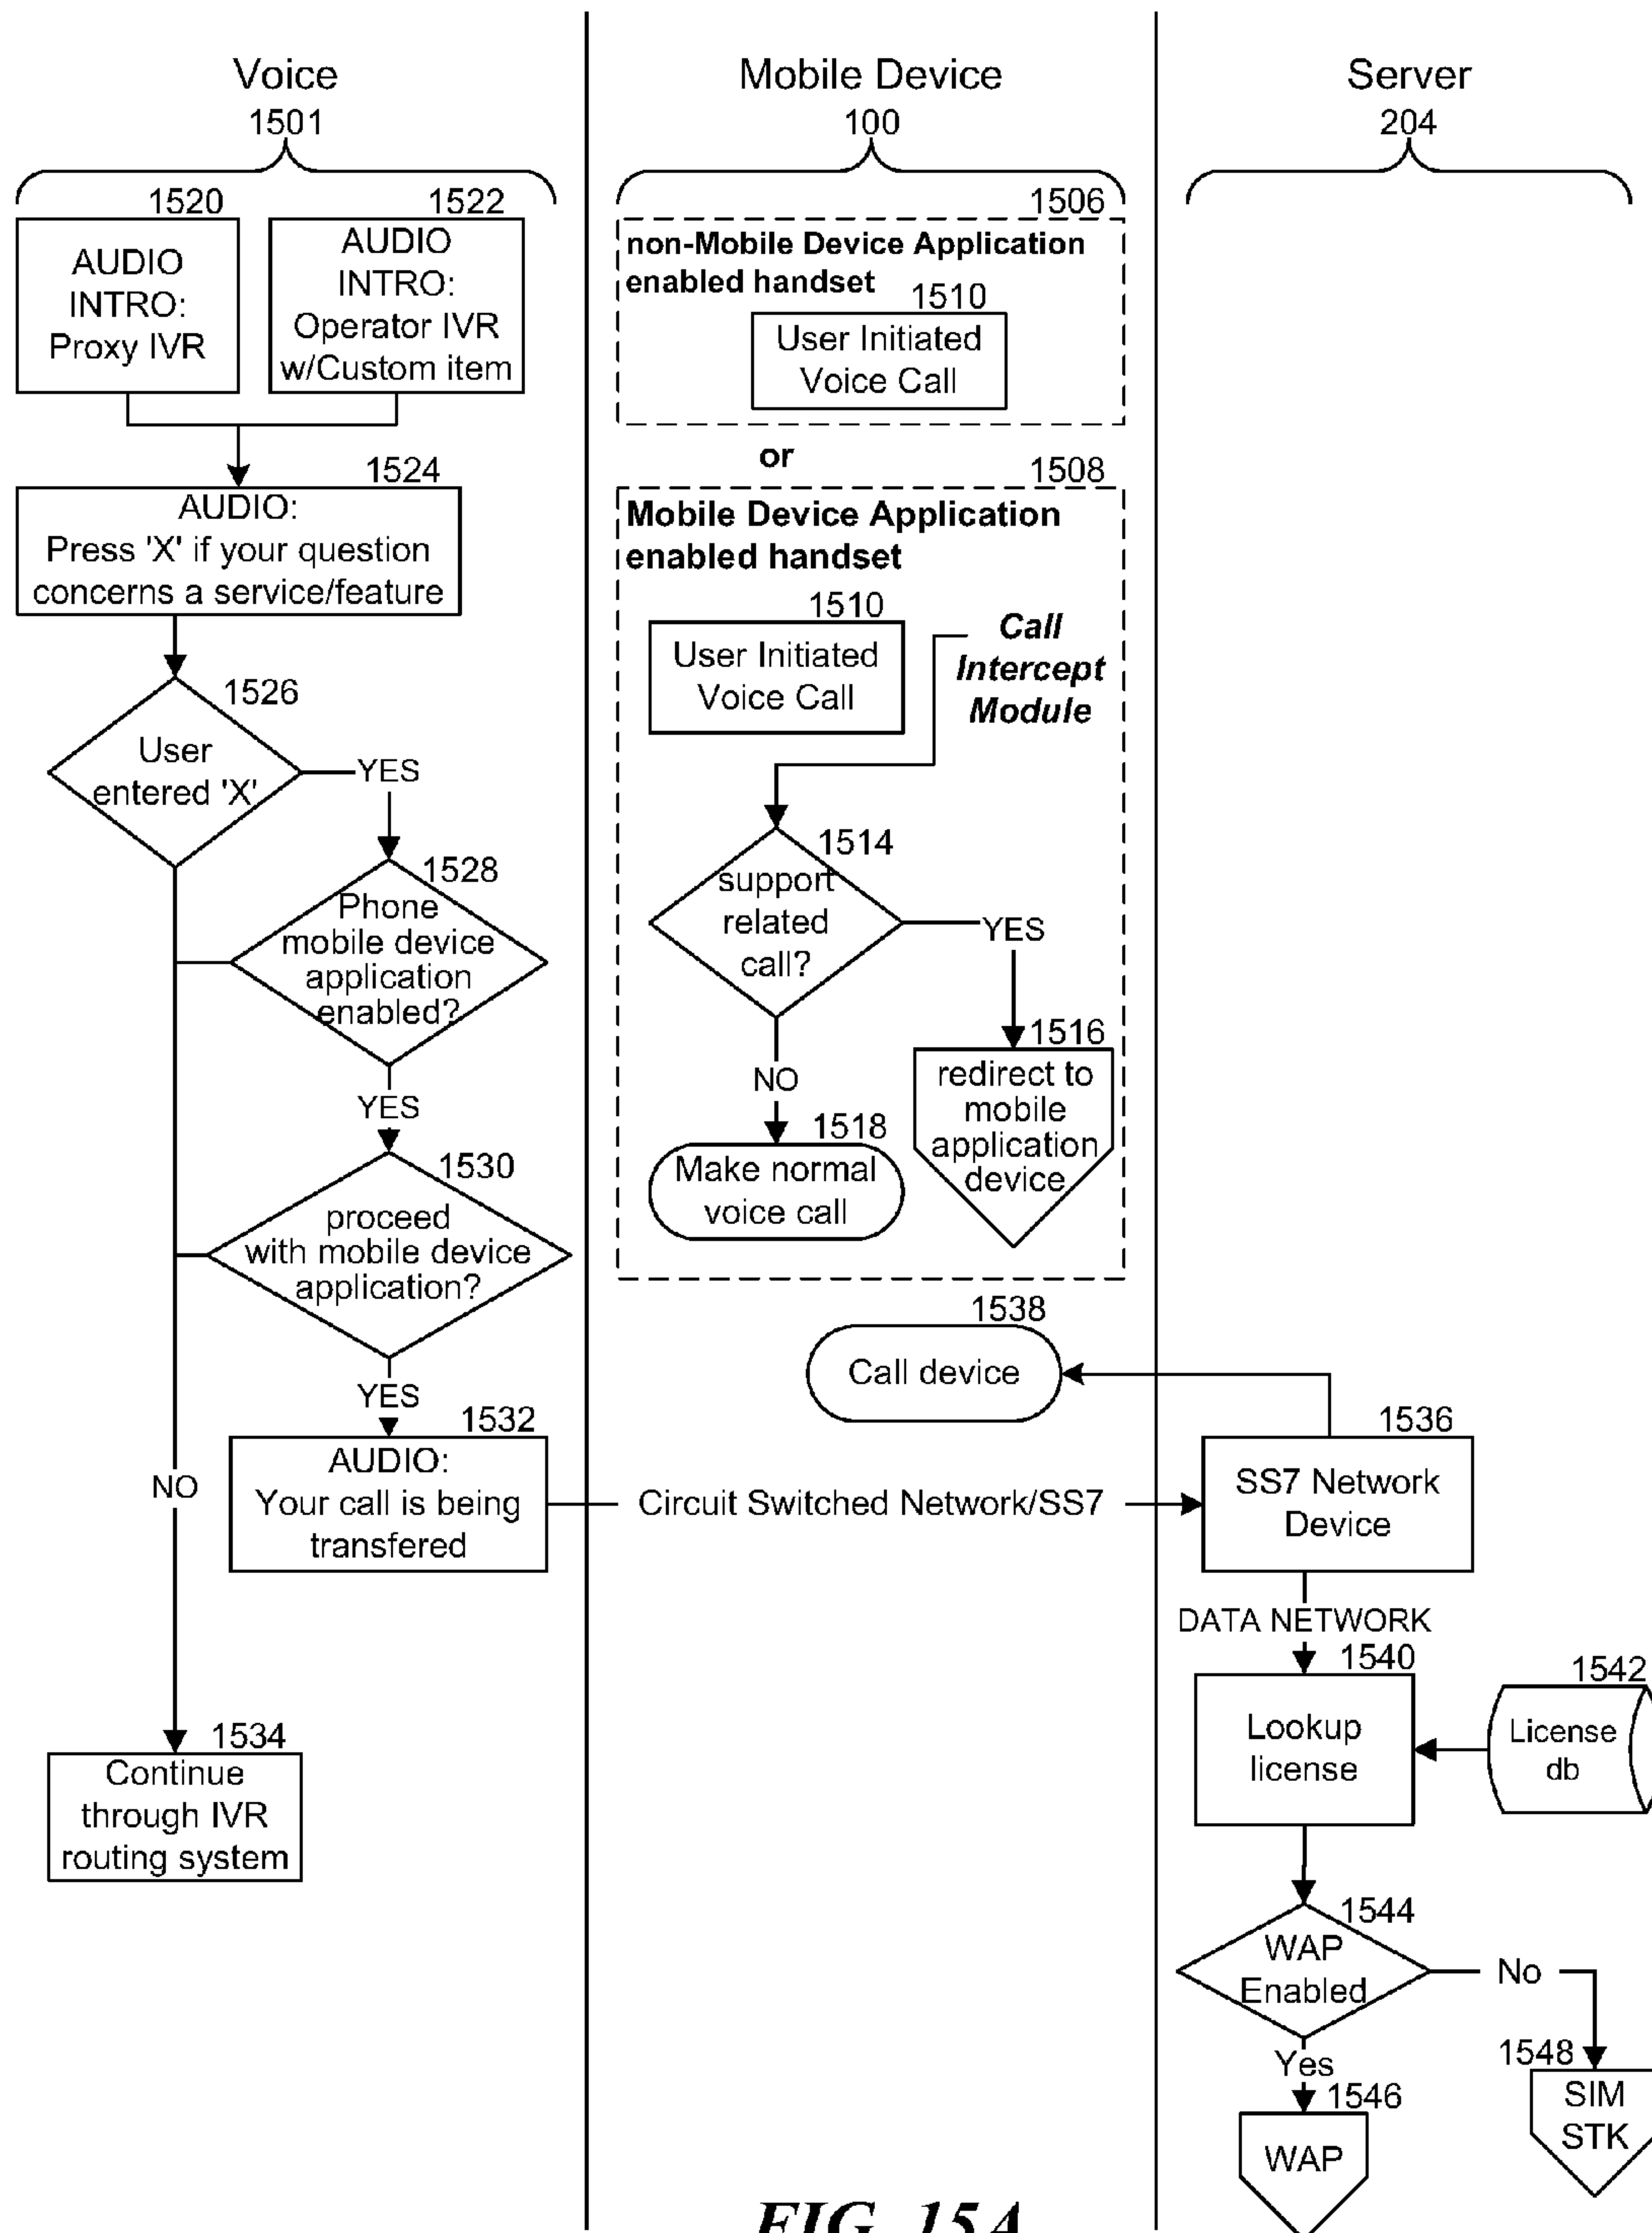 Voice
1501
1520
AUDIO
INTRO:
Proxy IVR
1522
AUDIO
INTRO:
Operator IVR
w/Custom item
1524
AUDIO:
Press 'X' if your question
concerns a service/feature
1526
User
entered 'X'
YES
1528
Phone
mobile device
application
enabled?
YES
1530
proceed
with mobile device
application?
YES
1532
AUDIO:
Your call is being
transfered
NO
1534
Continue
through IVR
routing system
Mobile Device
100
1506
non-Mobile Device Application
enabled handset
1510
User Initiated
Voice Call
or
1508
Mobile Device Application
enabled handset
1510
User Initiated
Voice Call
Call
Intercept
Module
1514
support
related
call?
YES
NO
1516
redirect to
mobile
application
device
1518
Make normal
voice call
1538
Call device
Circuit Switched Network/SS7
Server
204
1536
SS7 Network
Device
DATA NETWORK
1540
Lookup
license
1542
License
db
1544
WAP
Enabled
No
Yes
1546
WAP
1548
SIM
STK
FIG. 15A